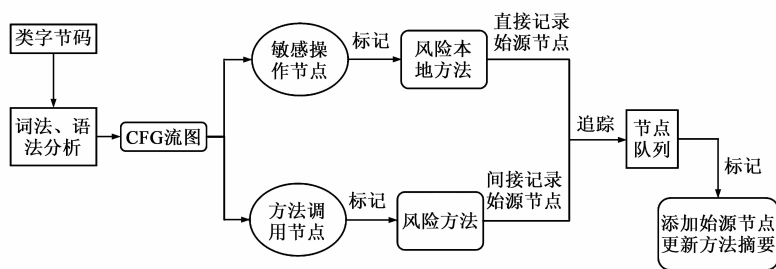 类字节码
词法、语
法分析
CFG流图
敏感操
作节点
标记
风险本
地方法
直接记录
始源节点
方法调
用节点
标记
风险方法
间接记录
始源节点
追踪
节点
队列
标记
添加始源节点
更新方法摘要